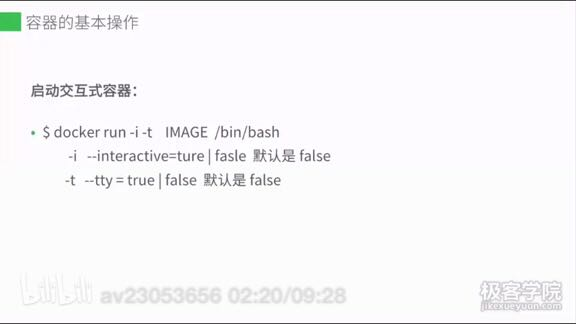 容器的基本操作
启动交互式容器：
• $ docker run -i -t IMAGE /bin/bash
-i --interactive=ture | fasle 默认是 false
-t --tty = true | false 默认是 false
bilibili av23053656 02:20/09:28
极客学院
jikexueyuan.com